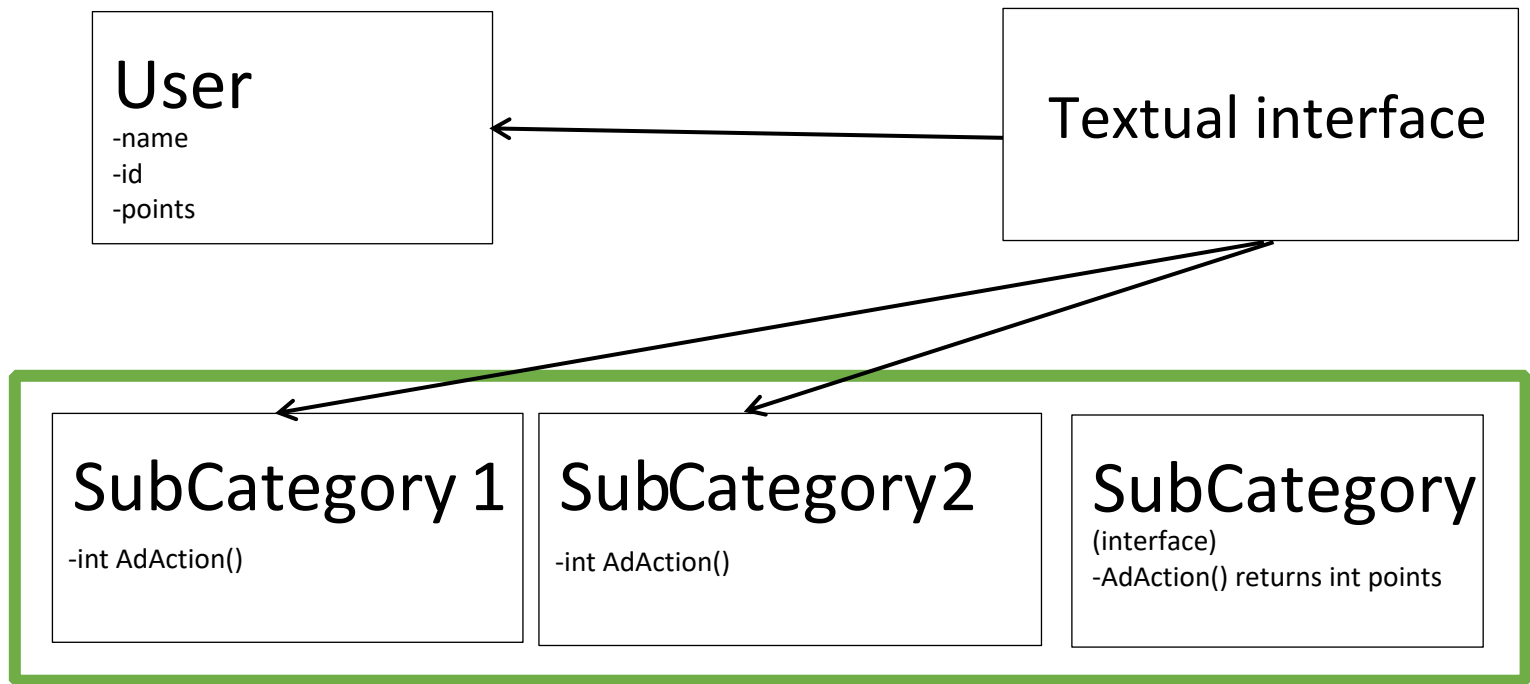 User
-name
-id
-points
Textual interface
SubCategory 1
-int AdAction()
SubCategory2
-int AdAction()
SubCategory
(interface)
-AdAction() returns int points